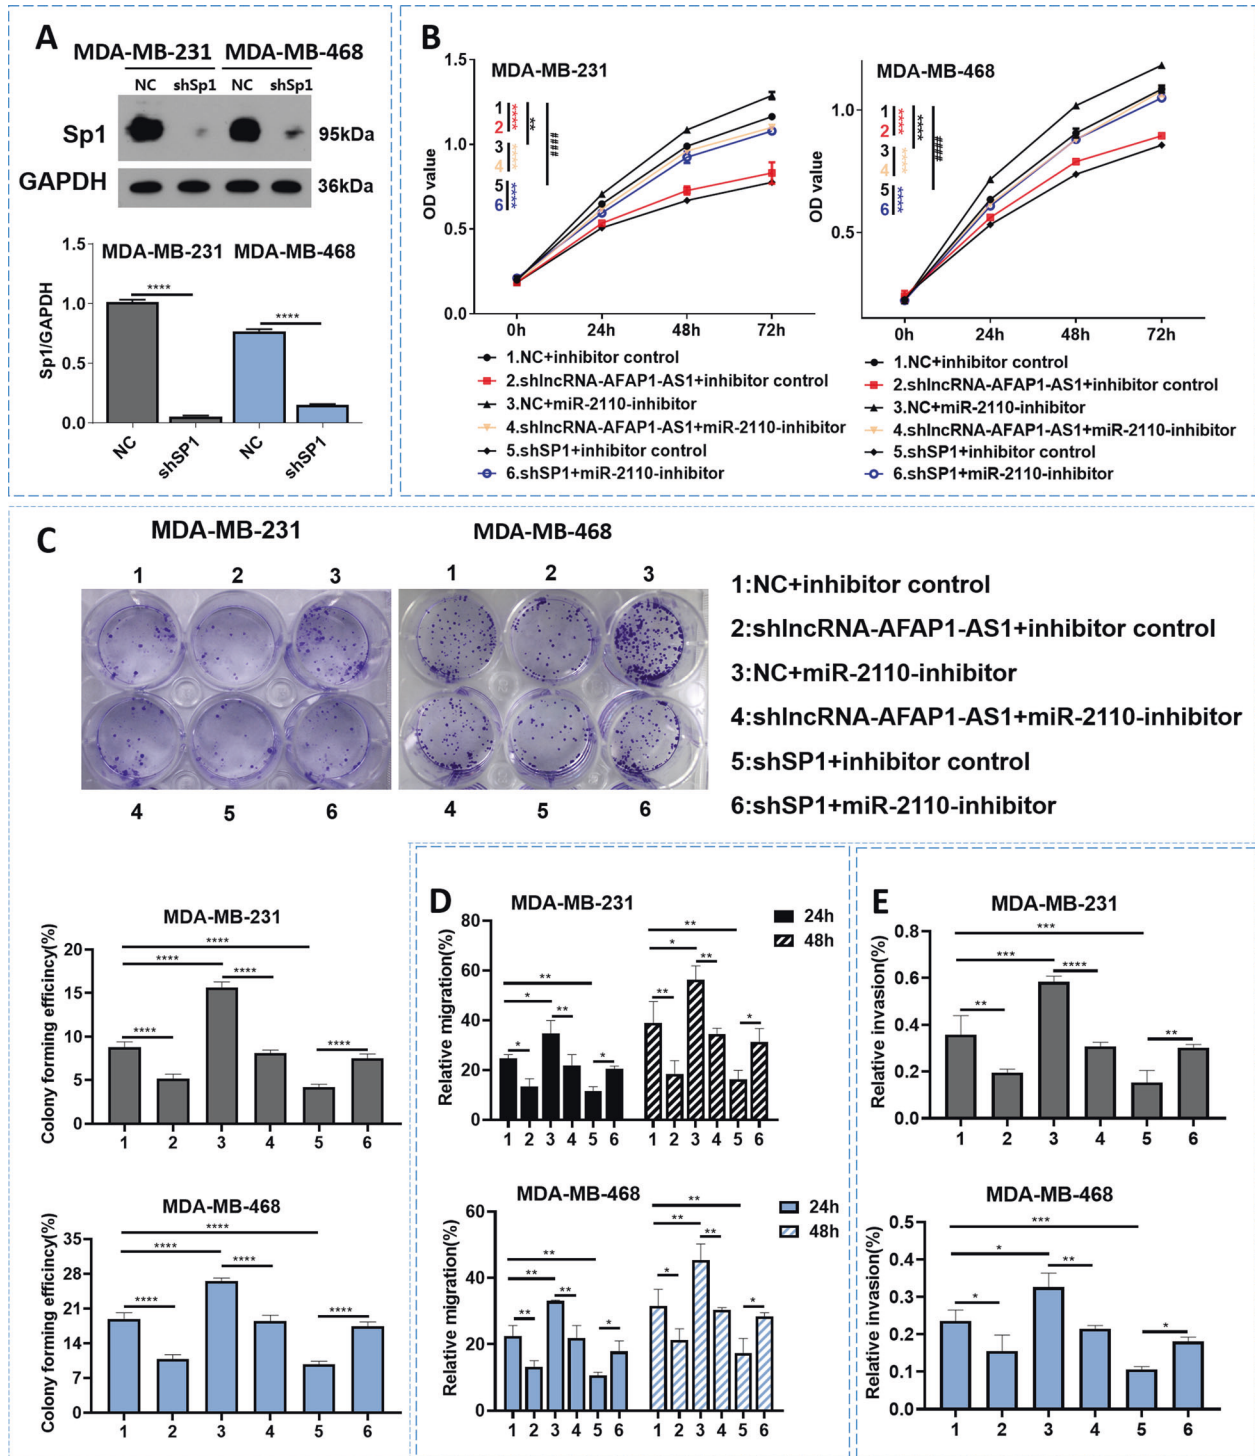 A
MDA-MB-231 MDA-MB-468
NC shSp1 NC shSp1
Sp1 95kDa
GAPDH 36kDa
MDA-MB-231 MDA-MB-468
Sp1/GAPDH
1.5
1.0
0.5
0.0
**** ****
NC shSP1 NC shSP1
B
MDA-MB-231
OD value
1.5
1.0
0.5
0.0
1
2
3
4
5
6
****
**
####
****
****
0h 24h 48h 72h
1.NC+inhibitor control
2.shlncRNA-AFAP1-AS1+inhibitor control
3.NC+miR-2110-inhibitor
4.shlncRNA-AFAP1-AS1+miR-2110-inhibitor
5.shSP1+inhibitor control
6.shSP1+miR-2110-inhibitor
MDA-MB-468
OD value
1.0
0.5
1
2
3
4
5
6
****
****
####
****
****
0h 24h 48h 72h
1.NC+inhibitor control
2.shlncRNA-AFAP1-AS1+inhibitor control
3.NC+miR-2110-inhibitor
4.shlncRNA-AFAP1-AS1+miR-2110-inhibitor
5.shSP1+inhibitor control
6.shSP1+miR-2110-inhibitor
C
MDA-MB-231 MDA-MB-468
1 2 3 1 2 3
4 5 6 4 5 6
1:NC+inhibitor control
2:shlncRNA-AFAP1-AS1+inhibitor control
3:NC+miR-2110-inhibitor
4:shlncRNA-AFAP1-AS1+miR-2110-inhibitor
5:shSP1+inhibitor control
6:shSP1+miR-2110-inhibitor
MDA-MB-231
Colony forming efficincy(%)
20
15
10
5
0
****
****
****
****
****
1 2 3 4 5 6
MDA-MB-468
Colony forming efficincy(%)
35
28
21
14
7
0
****
****
****
****
****
1 2 3 4 5 6
D
MDA-MB-231
24h
48h
Relative migration(%)
80
60
40
20
0
**
*
**
*
*
**
*
**
**
*
1 2 3 4 5 6 1 2 3 4 5 6
MDA-MB-468
24h
48h
Relative migration(%)
60
40
20
0
**
**
**
**
*
**
**
**
*
*
1 2 3 4 5 6 1 2 3 4 5 6
E
MDA-MB-231
Relative invasion(%)
0.8
0.6
0.4
0.2
0.0
***
***
****
**
**
1 2 3 4 5 6
MDA-MB-468
Relative invasion(%)
0.5
0.4
0.3
0.2
0.1
0.0
***
*
**
*
*
1 2 3 4 5 6